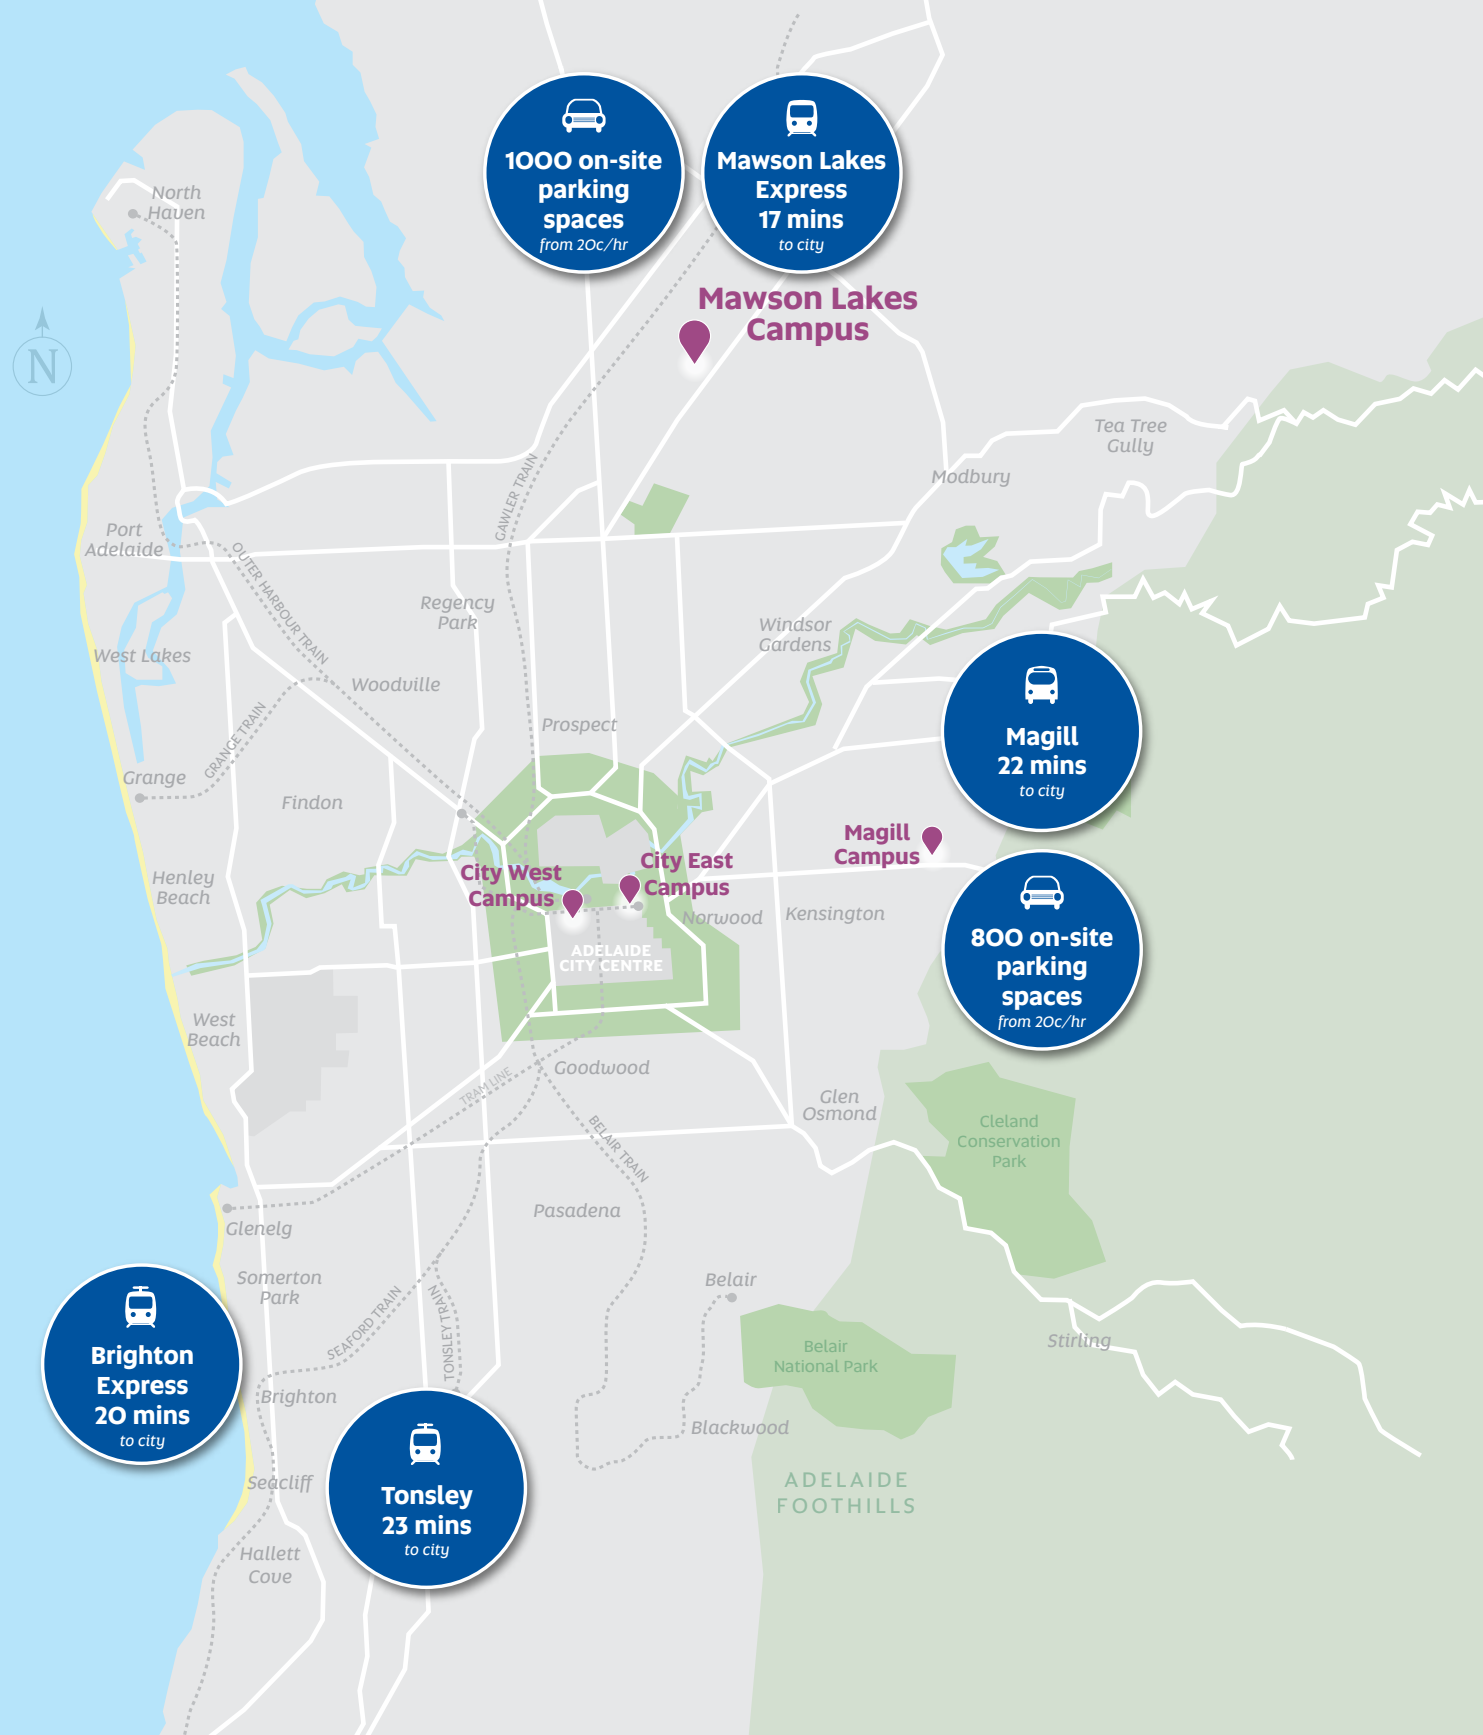 1000 on-site
parking
spaces
from 20c/hr
Mawson Lakes
Express
17 mins
to city
North
Haven
Mawson Lakes
Campus
N
Tea Tree
Gully
Modbury
GAWLER TRAIN
Port
Adelaide
OUTER HARBOUR TRAIN
Regency
Park
Windsor
Gardens
West Lakes
Woodville
GRANGE TRAIN
Prospect
Magill
22 mins
to city
Grange
Findon
Magill
Campus
City West
Campus
City East
Campus
Henley
Beach
Norwood
Kensington
ADELAIDE
CITY CENTRE
800 on-site
parking
spaces
from 20c/hr
West
Beach
Goodwood
TRAM LINE
Glen
Osmond
BELAIR TRAIN
Cleland
Conservation
Park
Pasadena
Glenelg
Somerton
Park
Belair
SEAFORD TRAIN
TONSLEY TRAIN
Belair
National Park
Stirling
Brighton
Express
20 mins
to city
Brighton
Blackwood
Seacliff
Tonsley
23 mins
to city
ADELAIDE
FOOTHILLS
Hallett
Cove